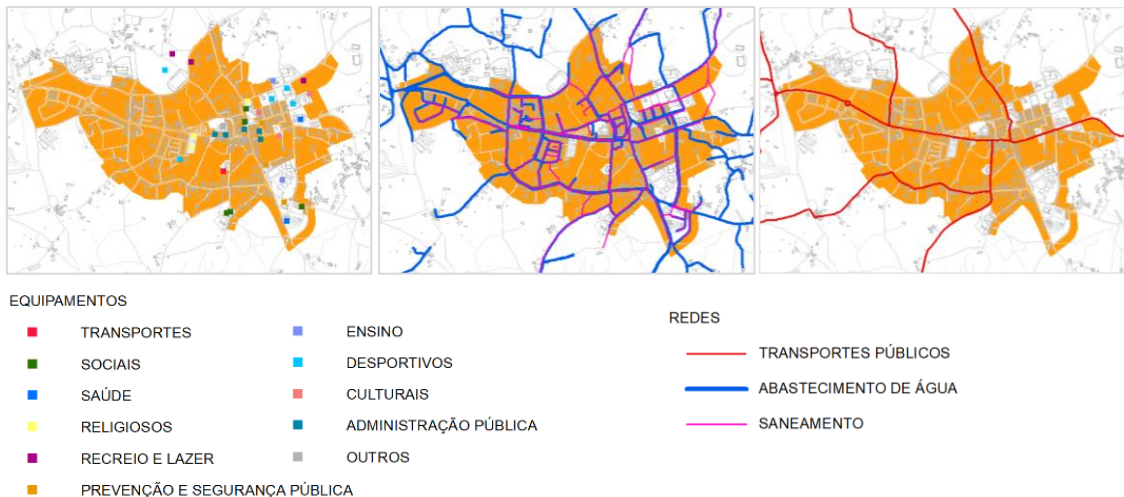 EQUIPAMENTOS
TRANSPORTES
SOCIAIS
SAÚDE
RELIGIOSOS
RECREIO E LAZER
PREVENÇÃO E SEGURANÇA PÚBLICA
ENSINO
DESPORTIVOS
CULTURAIS
ADMINISTRAÇÃO PÚBLICA
OUTROS
REDES
TRANSPORTES PÚBLICOS
ABASTECIMENTO DE ÁGUA
SANEAMENTO